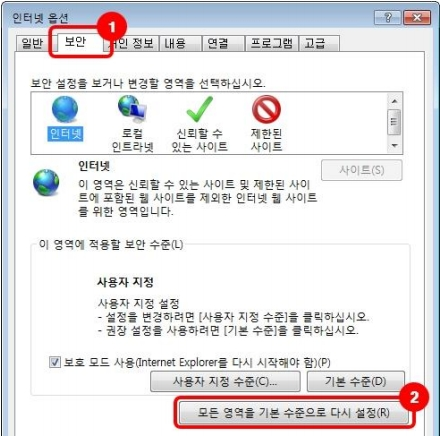 인터넷 옵션
1
일반
보안
개인 정보
내용
연결
프로그램
고급
보안 설정을 보거나 변경할 영역을 선택하십시오.
인터넷
로컬
인트라넷
신뢰할 수
있는 사이트
제한된
사이트
인터넷
사이트(S)
이 영역은 신뢰할 수 있는 사이트 및 제한된 사이
트에 포함된 웹 사이트를 제외한 인터넷 웹 사이트
를 위한 영역입니다.
이 영역에 적용할 보안 수준(L)
사용자 지정
사용자 지정 설정
- 설정을 변경하려면 [사용자 지정 수준]을 클릭하십시오.
- 권장 설정을 사용하려면 [기본 수준]을 클릭하십시오.
보호 모드 사용(Internet Explorer를 다시 시작해야 함)(P)
사용자 지정 수준(C)...
기본 수준(D)
2
모든 영역을 기본 수준으로 다시 설정(R)